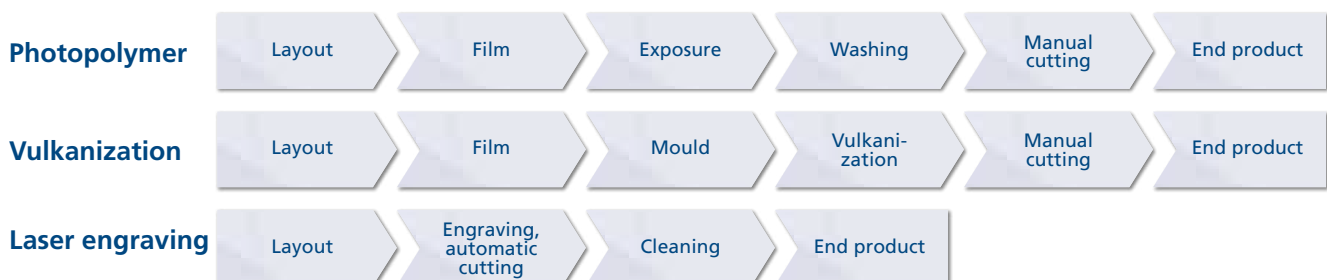 Photopolymer
Layout
Film
Exposure
Washing
Manual
cutting
End product
Vulkanization
Layout
Film
Mould
Vulkani-
zation
Manual
cutting
End product
Laser engraving
Layout
Engraving,
automatic
cutting
Cleaning
End product